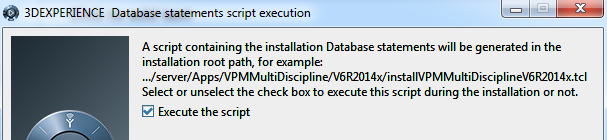 3DEXPERIENCE Database statements script execution
A script containing the installation Database statements will be generated in the
installation root path, for example:
.../server/Apps/VPMMultiDiscipline/V6R2014x/installVPMMultiDisciplineV6R2014x.tcl
Select or unselect the check box to execute this script during the installation or not.
Execute the script